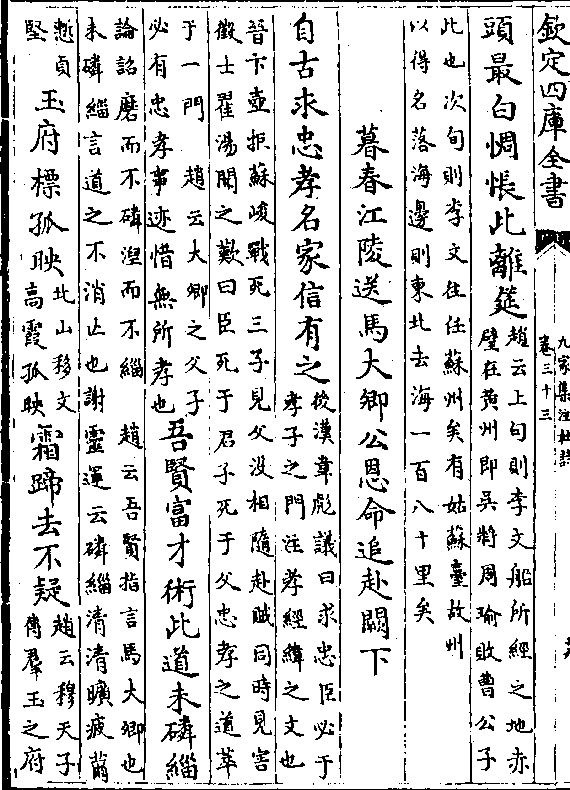 欽定四庫全書
九家集注杜詩
卷三十三
頭最白惆悵此離筵趙云上句則李文船所經之地赤壁在黄州即吳將周瑜敗曹公子
此也次句則李文往任蘇州矣有姑蘇臺故州以得名落海邊則東北去海一百八十里矣
暮春江陵送馬大卿公恩命追赴闕下
自古求忠孝名家信有之後漢韋彪議曰求忠臣必于孝子之門注孝經緯之文也
晉卞壺拒蘇峻戰死三子見父没相隨赴賊同時見害徵士翟湯聞之歎曰臣死于君子死于父忠孝之道萃
于一門　趙云大卿之父子必有忠孝事迹惜無所孝也吾賢富才術此道未磷緇
論語磨而不磷湼而不緇　趙云吾賢指言馬大卿也未磷緇言道之不消止也謝靈運云磷緇清清曠疲薾
慙貞堅玉府標孤映北山移文高霞孤映霜蹄去不疑趙云穆天子傳羣玉之府